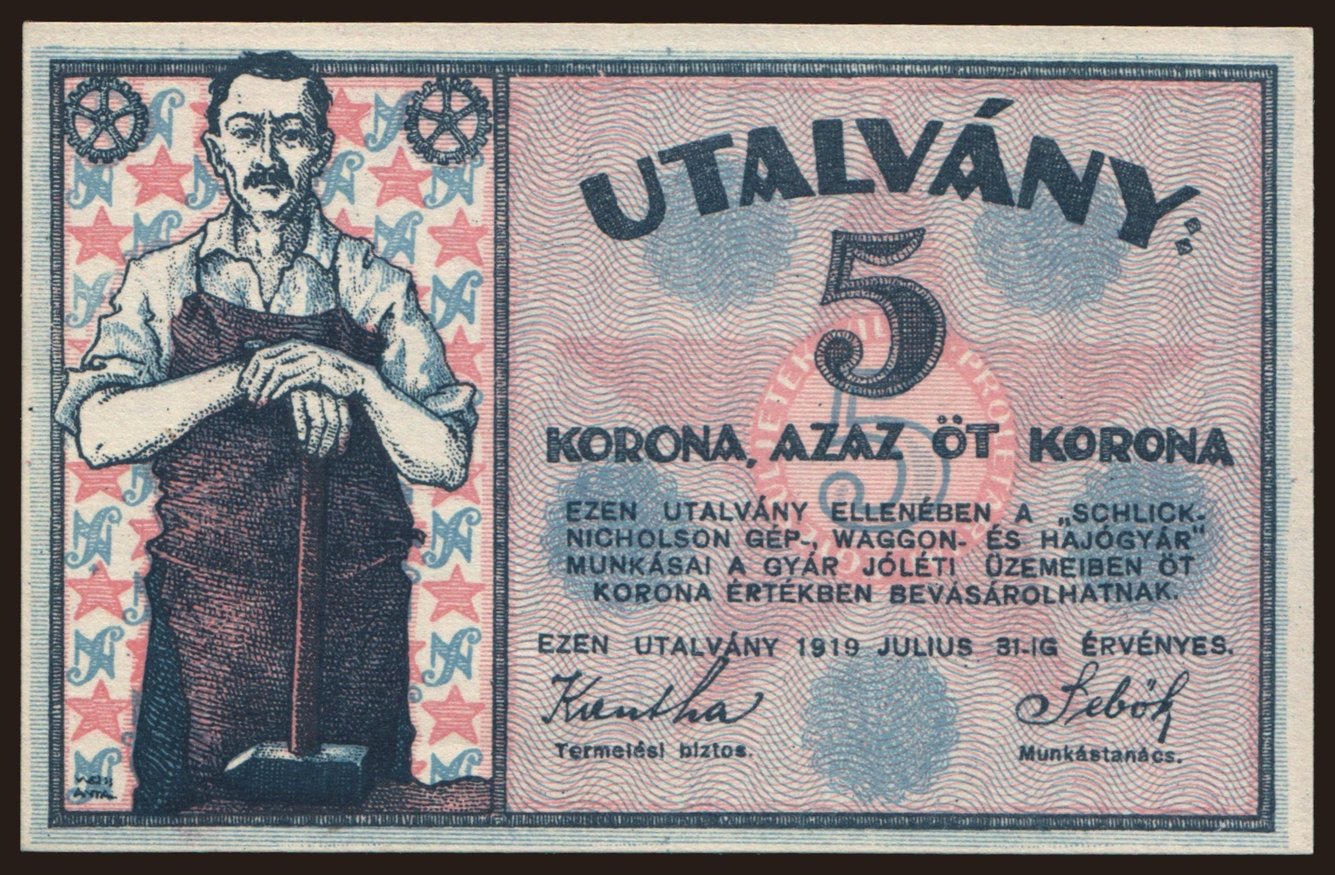 UTALVÁNY:
5
KORONA, AZAZ ÖT KORONA
EZEN UTALVÁNY ELLENÉBEN A „SCHLICK-
NICHOLSON GÉP-, WAGGON- ÉS HAJÓGYÁR"
MUNKÁSAI A GYÁR JÓLÉTI ÜZEMEIBEN ÖT
KORONA ÉRTÉKBEN BEVÁSÁROLHATNAK.
EZEN UTALVÁNY 1919 JULIUS 31-IG ÉRVÉNYES.
Kuntha Sebők
Termelési biztos. Munkástanács.
5